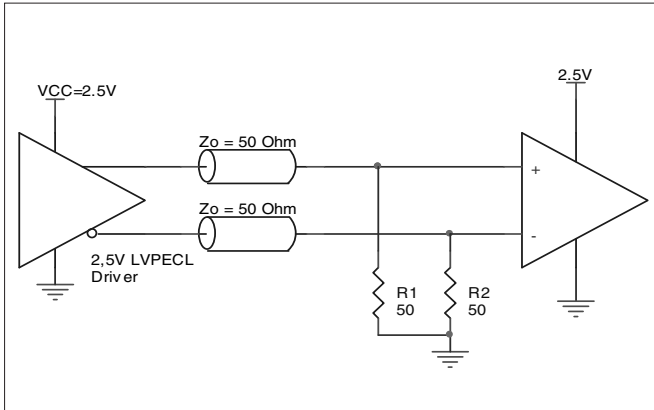 2.5V
VCC=2.5V
Zo = 50 Ohm
+
Zo = 50 Ohm
-
2,5V LVPECL
Driver
R1
50
R2
50